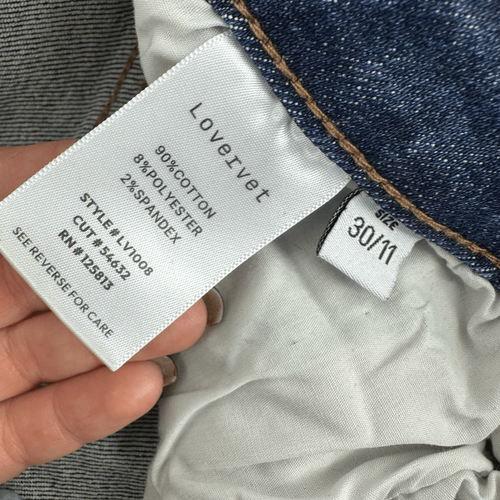 Lovervet
90%COTTON
8%POLYESTER
2%SPANDEX
STYLE# LV1008
CUT # 54632
RN # 125813
SEE REVERSE FOR CARE
SIZE
30/11